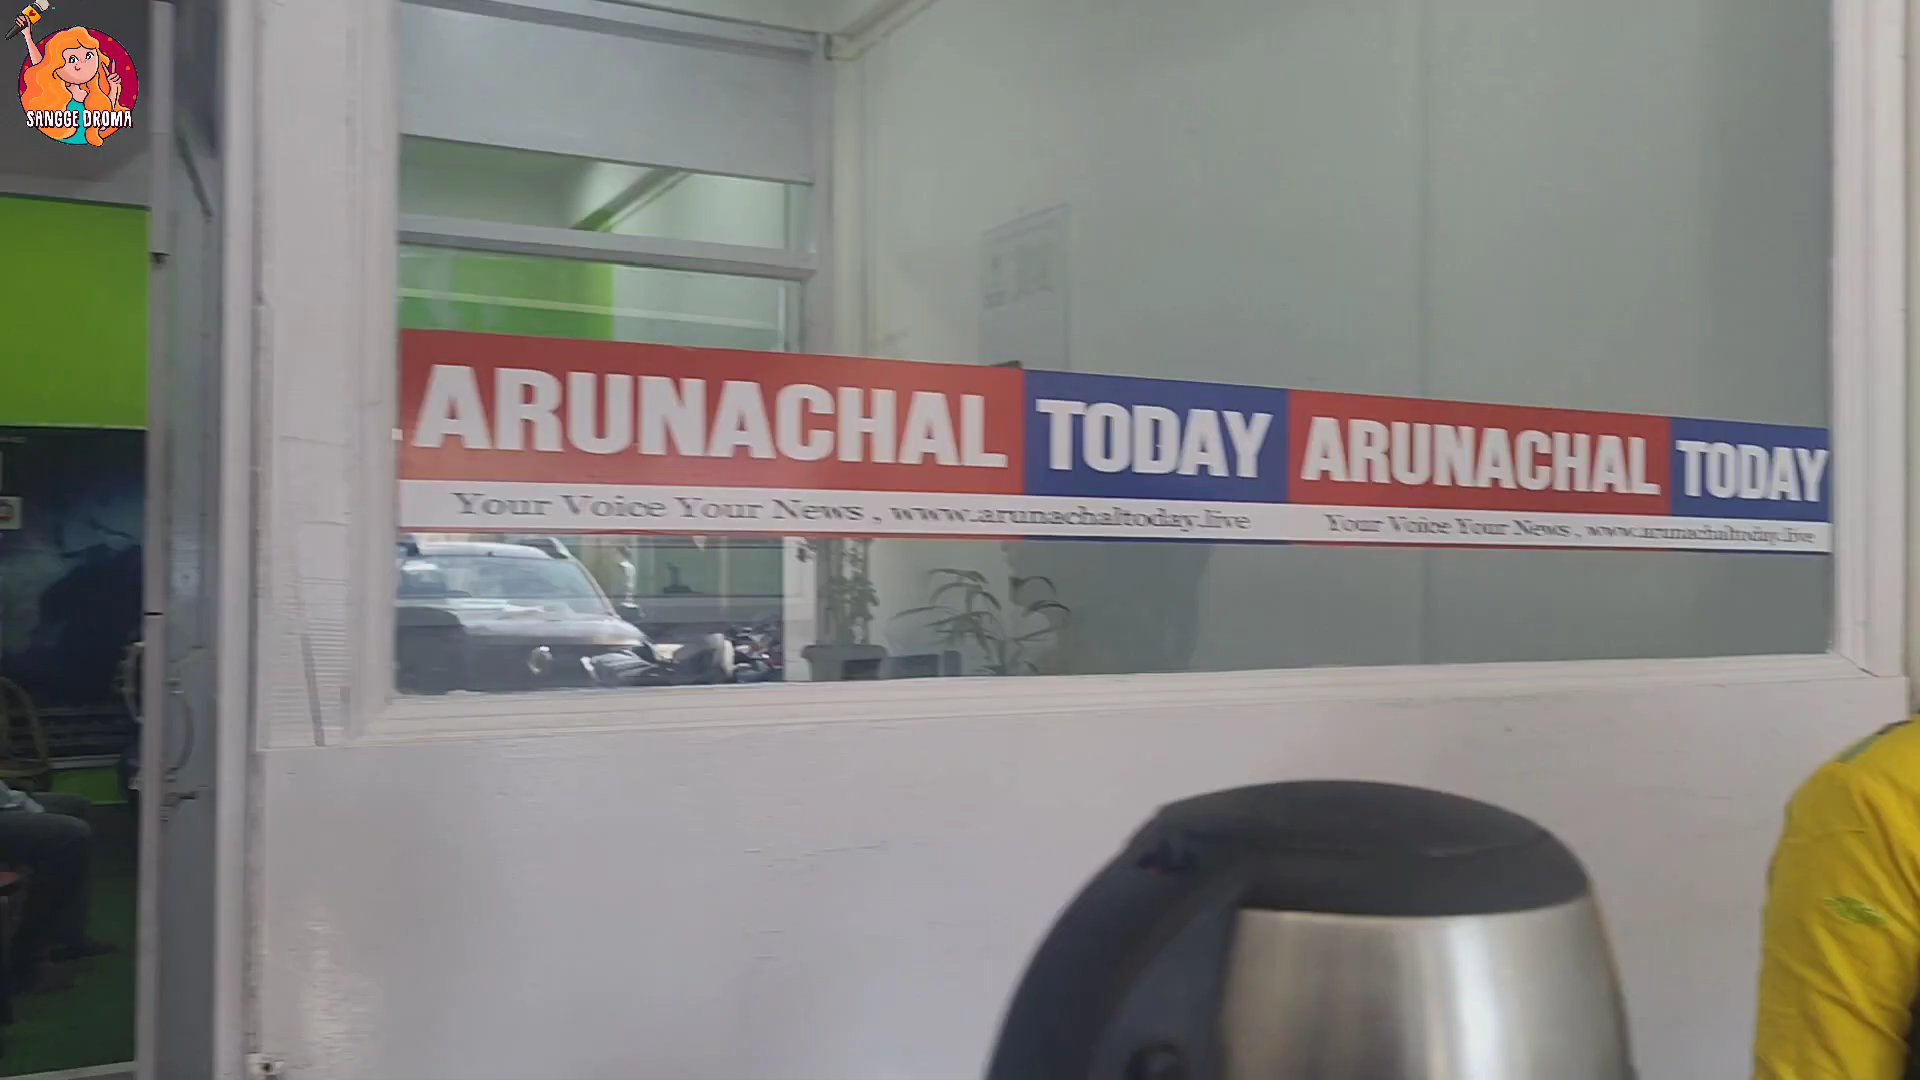 SANGGE DROMA
ARUNACHAL TODAY ARUNACHAL TODAY
Your Voice Your News , www.arunachaltoday.live Your Voice Your News , www.arunachaltoday.live